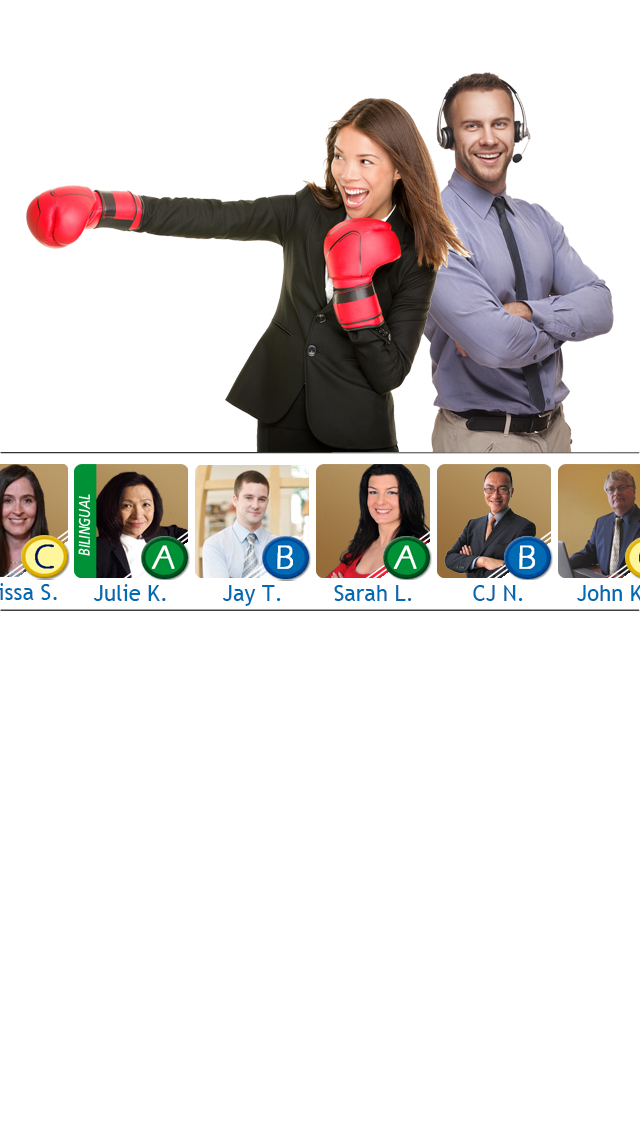 BILINGUAL
C
A
B
A
B
issa S.
Julie K.
Jay T.
Sarah L.
CJ N.
John K